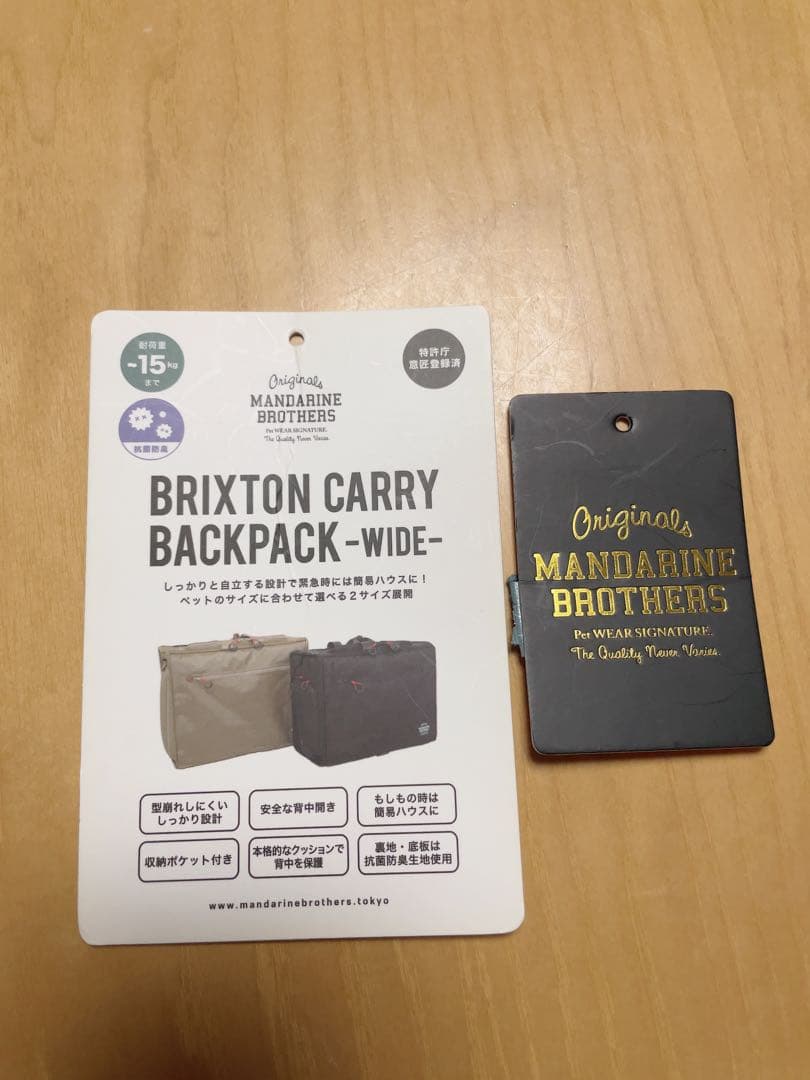 耐荷重
~15kg
まで
抗菌防臭
特許庁
意匠登録済
Originals
MANDARINE
BROTHERS
Pet WEAR SIGNATURE.
The Quality Never Varies.
BRIXTON CARRY
BACKPACK -WIDE-
しっかりと自立する設計で緊急時には簡易ハウスに！
ペットのサイズに合わせて選べる2サイズ展開
型崩れしにくい
しっかり設計
安全な背中開き
もしもの時は
簡易ハウスに
収納ポケット付き
本格的なクッションで
背中を保護
裏地・底板は
抗菌防臭生地使用
www.mandarinebrothers.tokyo
Originals
MANDARINE
BROTHERS
Pet WEAR SIGNATURE.
The Quality Never Varies.